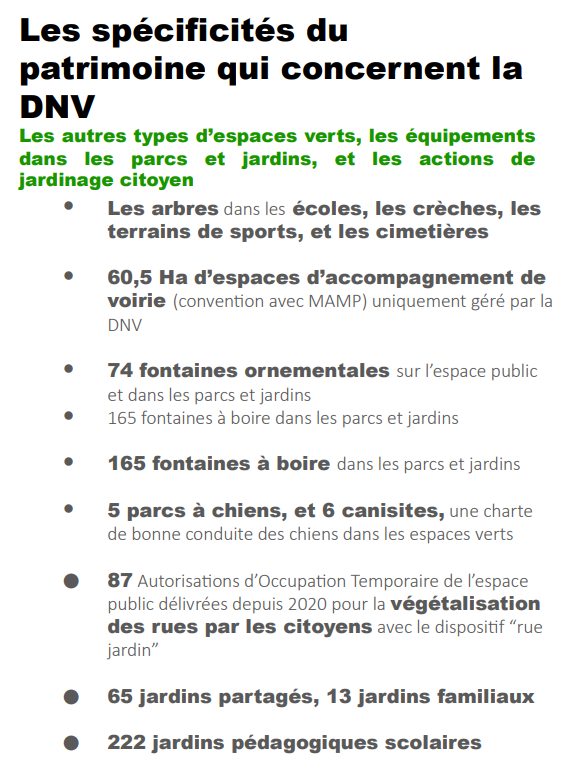 Les spécificités du
patrimoine qui concernent la
DNV
Les autres types d’espaces verts, les équipements
dans les parcs et jardins, et les actions de
jardinage citoyen
• Les arbres dans les écoles, les crèches, les
terrains de sports, et les cimetières
• 60,5 Ha d’espaces d’accompagnement de
voirie (convention avec MAMP) uniquement géré par la
DNV
• 74 fontaines ornementales sur l’espace public
et dans les parcs et jardins
• 165 fontaines à boire dans les parcs et jardins
• 165 fontaines à boire dans les parcs et jardins
• 5 parcs à chiens, et 6 canisites, une charte
de bonne conduite des chiens dans les espaces verts
● 87 Autorisations d’Occupation Temporaire de l’espace
public délivrées depuis 2020 pour la végétalisation
des rues par les citoyens avec le dispositif “rue
jardin”
● 65 jardins partagés, 13 jardins familiaux
● 222 jardins pédagogiques scolaires